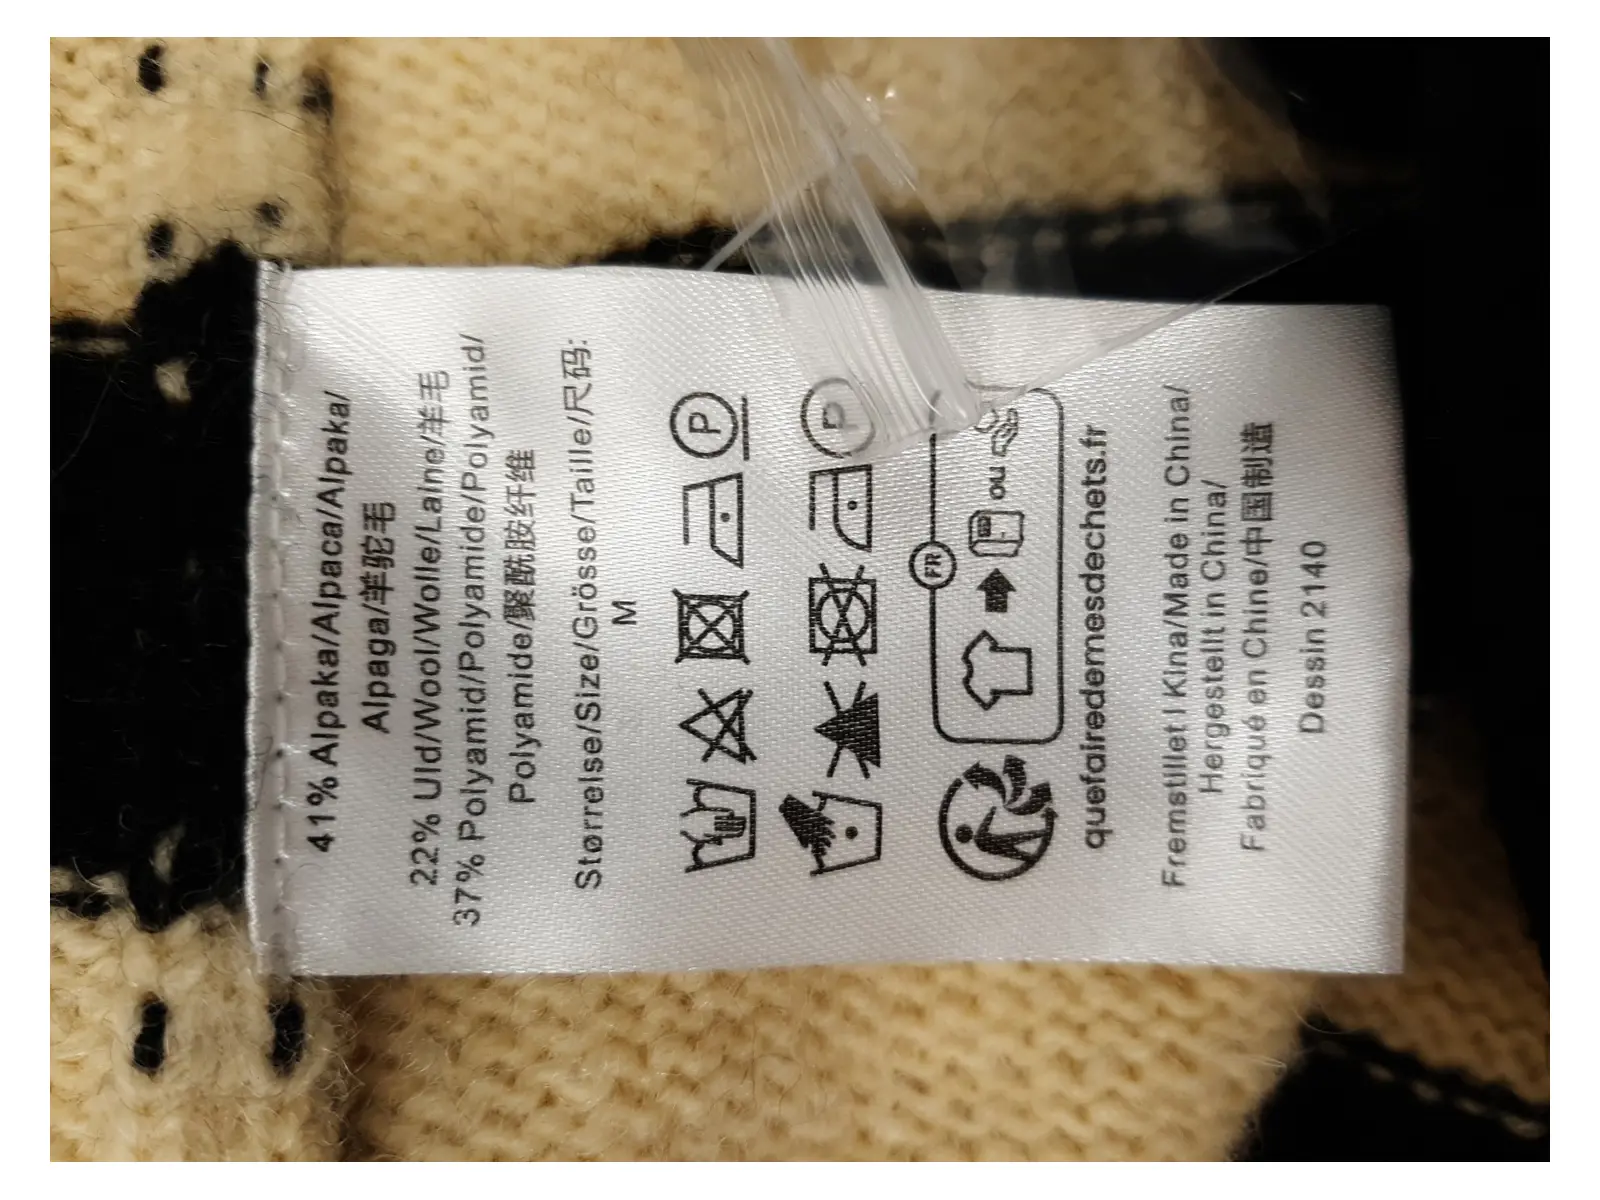 41% Alpaka/Alpaca/Alpaka/
Alpaga/羊驼毛
22% Uld/Wool/Wolle/Laine/羊毛
37% Polyamid/Polyamide/Polyamid/
Polyamide/聚酰胺纤维
Størrelse/Size/Grösse/Taille/尺码:
M
P
P
FR
ou
quefairedemesdechets.fr
Fremstillet I Kina/Made in China/
Hergestellt in China/
Fabriqué en Chine/中国制造
Dessin 2140